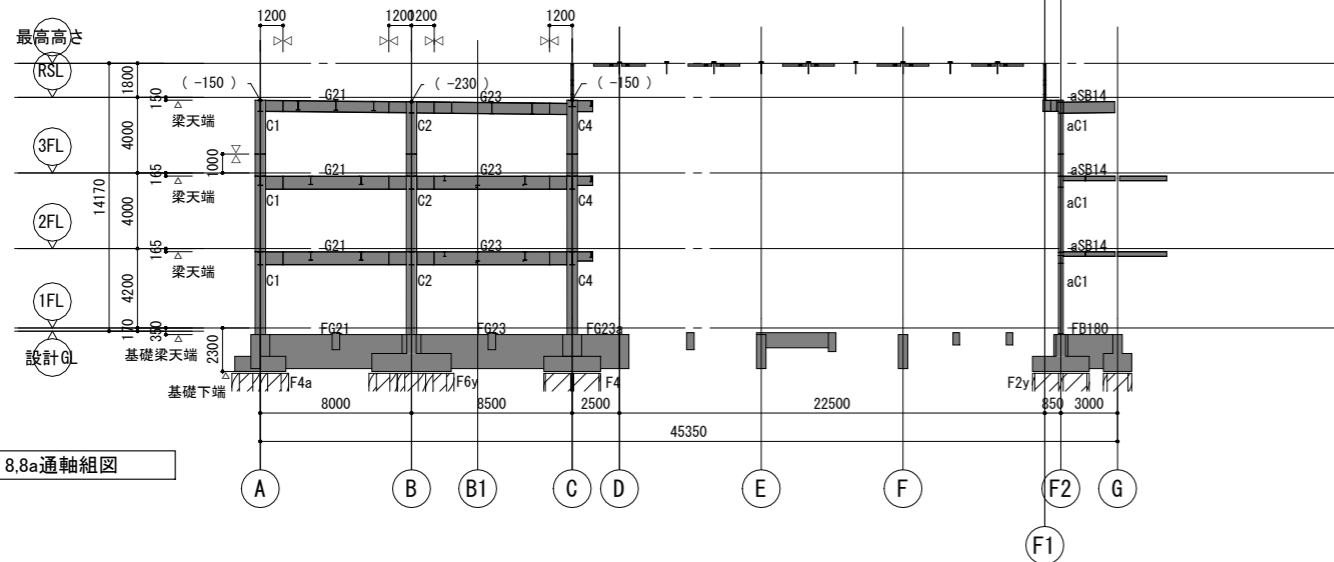 1200
1200
1200
1200
最高高さ
RSL
3FL
2FL
1FL
設計GL
1800
4000
4000
4200
170
14170
150
梁天端
1000
165
梁天端
165
梁天端
350
基礎梁天端
2300
基礎下端
( -150 )
( -230 )
( -150 )
G21
G23
aSB14
C1
C2
C4
aC1
G21
G23
aSB14
C1
C2
C4
aC1
G21
G23
aSB14
C1
C2
C4
aC1
FG21
FG23
FG23a
FB180
F4a
F6y
F4
F2y
8000
8500
2500
22500
850
3000
45350
8,8a通軸組図
A
B
B1
C
D
E
F
F2
G
F1